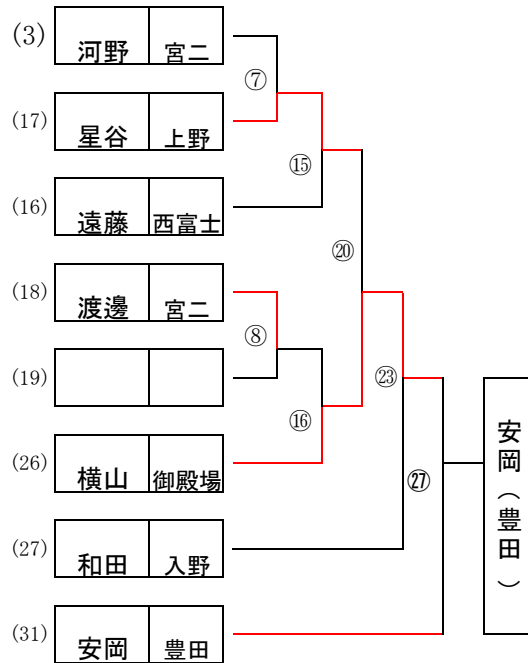 (3) 河野 宮二
⑦
(17) 星谷 上野
⑮
(16) 遠藤 西富士
⑳
(18) 渡邊 宮二
⑧
(19)
㉓
⑯
(26) 横山 御殿場
㉗
(27) 和田 入野
(31) 安岡 豊田
安岡（豊田）